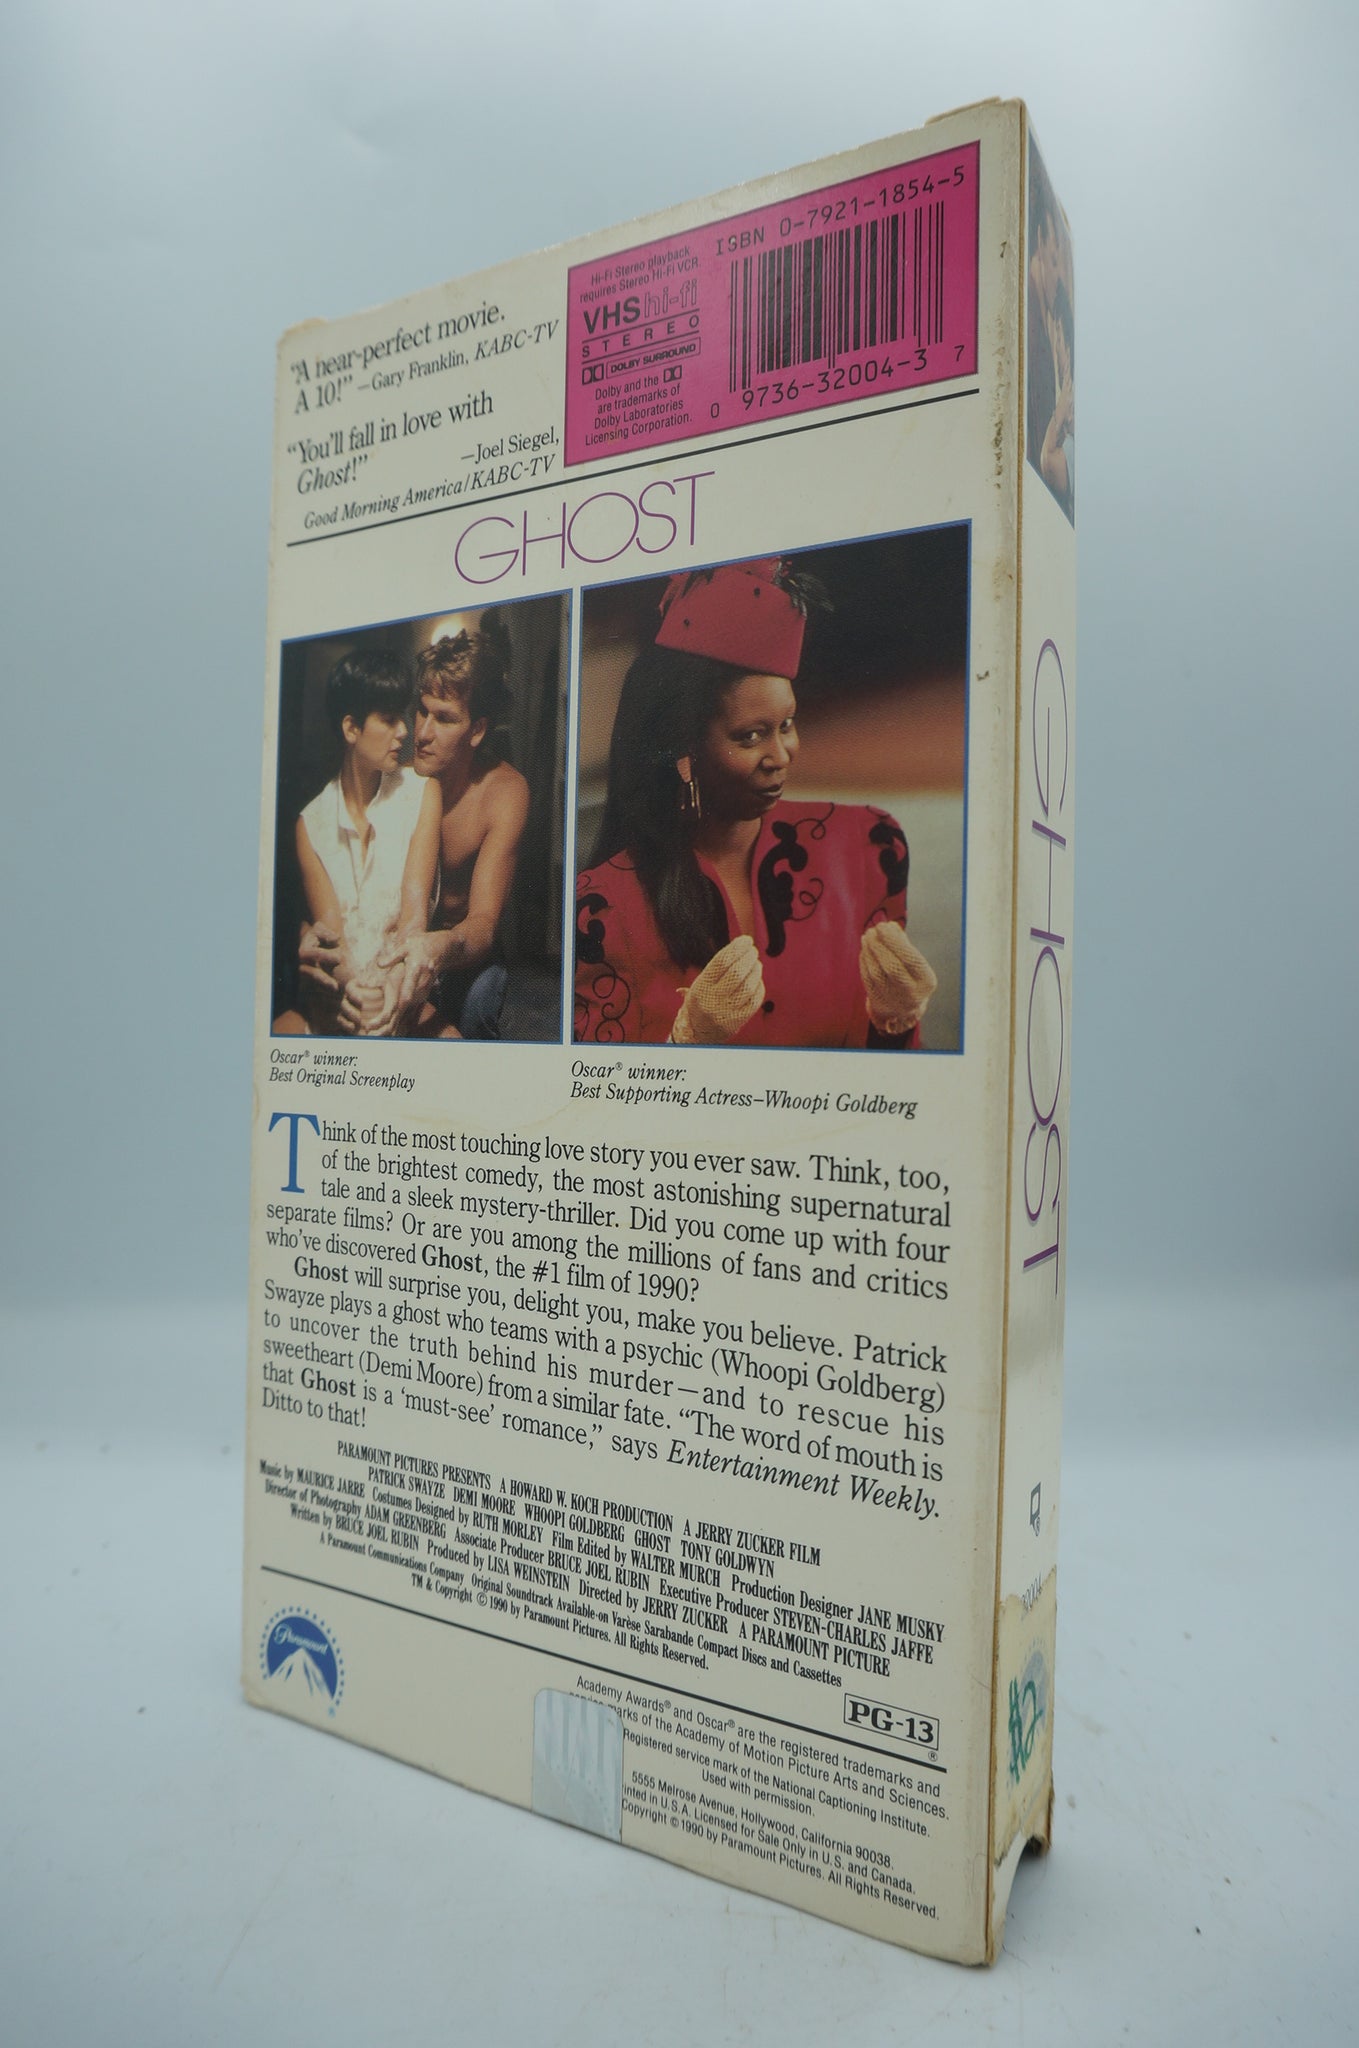 "A near-perfect movie.
A 10!" —Gary Franklin, KABC-TV
"You'll fall in love with
Ghost!"
—Joel Siegel,
Good Morning America/KABC-TV
Hi-Fi Stereo playback
requires Stereo Hi-Fi VCR.
VHS hi-fi
STEREO
DOLBY SURROUND
Dolby and the
are trademarks of
Dolby Laboratories
Licensing Corporation.
ISBN 0-7921-1854-5
0 9736-32004-3 7
GHOST
Oscar® winner:
Best Original Screenplay
Oscar® winner:
Best Supporting Actress–Whoopi Goldberg
Think of the most touching love story you ever saw. Think, too,
of the brightest comedy, the most astonishing supernatural
tale and a sleek mystery-thriller. Did you come up with four
separate films? Or are you among the millions of fans and critics
who've discovered Ghost, the #1 film of 1990?
Ghost will surprise you, delight you, make you believe. Patrick
Swayze plays a ghost who teams with a psychic (Whoopi Goldberg)
to uncover the truth behind his murder—and to rescue his
sweetheart (Demi Moore) from a similar fate. "The word of mouth is
that Ghost is a 'must-see' romance," says Entertainment Weekly.
Ditto to that!
PARAMOUNT PICTURES PRESENTS A HOWARD W. KOCH PRODUCTION A JERRY ZUCKER FILM
PATRICK SWAYZE DEMI MOORE WHOOPI GOLDBERG GHOST TONY GOLDWYN
Music by MAURICE JARRE Costumes Designed by RUTH MORLEY Film Edited by WALTER MURCH Production Designer JANE MUSKY
Director of Photography ADAM GREENBERG Associate Producer BRUCE JOEL RUBIN Executive Producer STEVEN-CHARLES JAFFE
Written by BRUCE JOEL RUBIN Produced by LISA WEINSTEIN Directed by JERRY ZUCKER A PARAMOUNT PICTURE
A Paramount Communications Company Original Soundtrack Available on Varèse Sarabande Compact Discs and Cassettes
TM & Copyright © 1990 by Paramount Pictures. All Rights Reserved.
Paramount
®
PG-13
®
Academy Awards® and Oscar® are the registered trademarks and
marks of the Academy of Motion Picture Arts and Sciences.
Registered service mark of the National Captioning Institute.
Used with permission.
5555 Melrose Avenue, Hollywood, California 90038.
in U.S.A. Licensed for Sale Only in U.S. and Canada.
Copyright © 1990 by Paramount Pictures. All Rights Reserved.
GHOST
#2